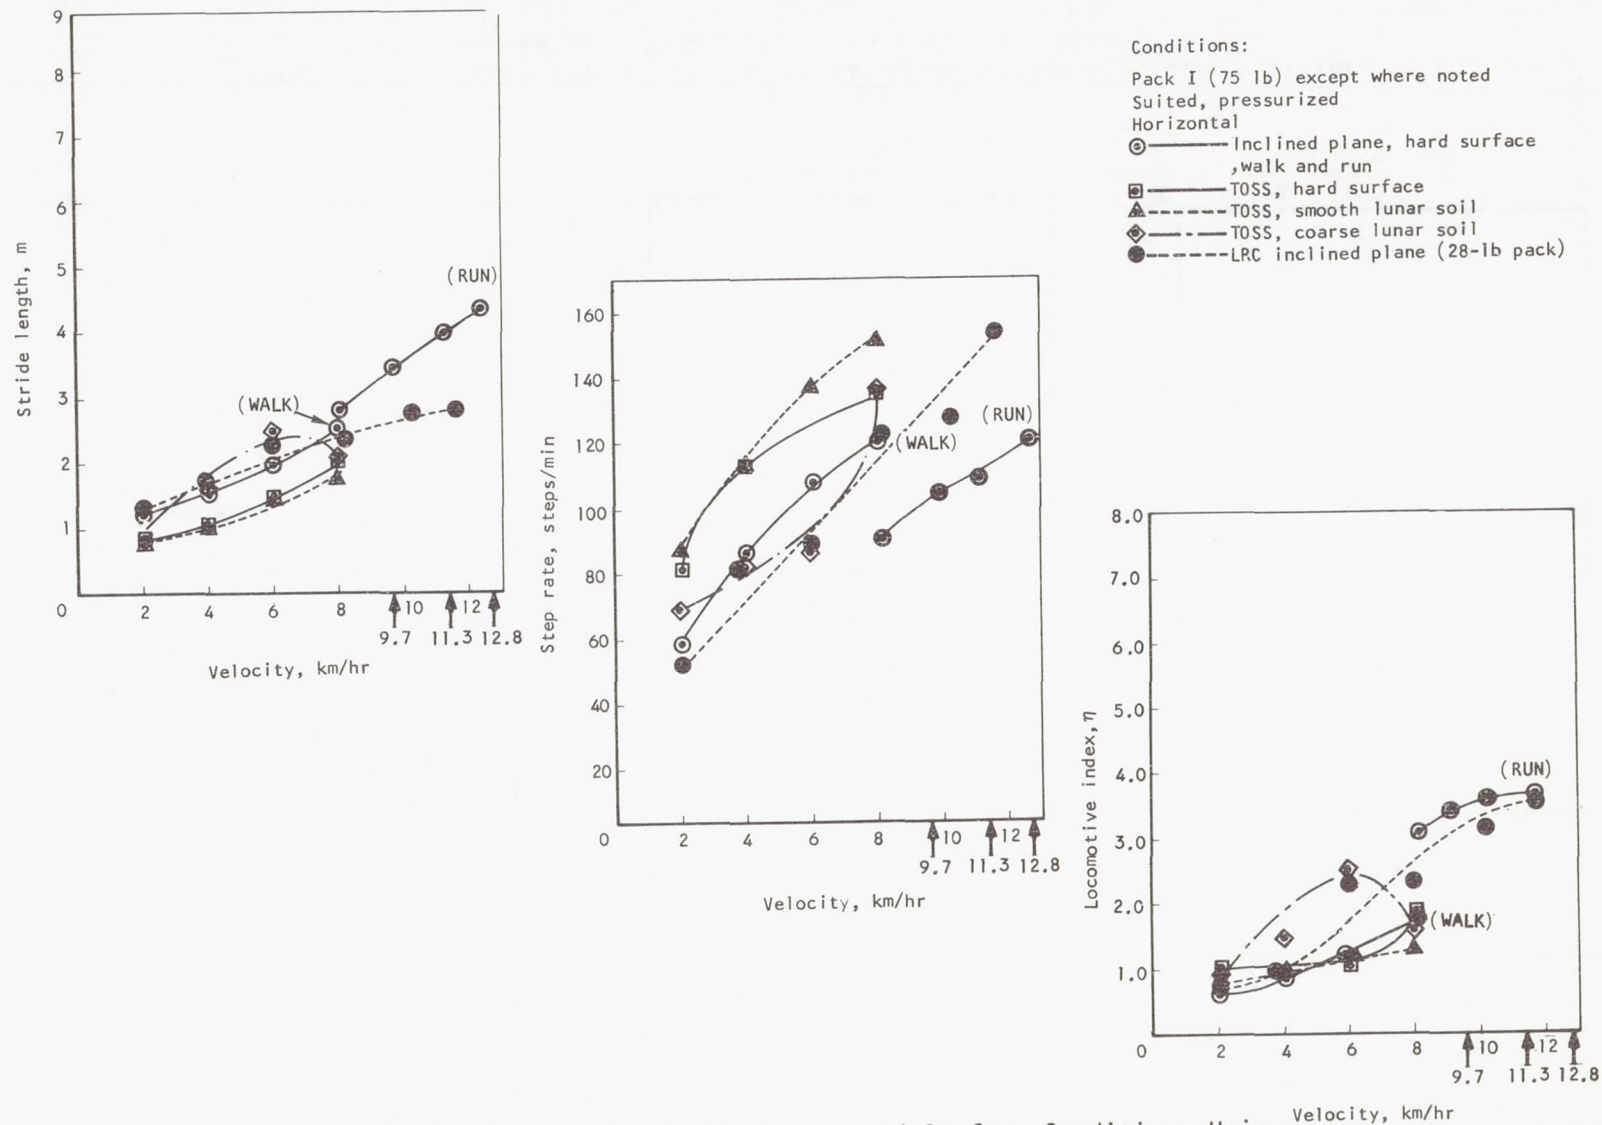 Conditions:
Pack I (75 lb) except where noted
Suited, pressurized
Horizontal
Inclined plane, hard surface
,walk and run
TOSS, hard surface
TOSS, smooth lunar soil
TOSS, coarse lunar soil
LRC inclined plane (28-lb pack)
9
8
7
6
5
4
3
2
1
0
Stride length, m
(RUN)
(WALK)
2 4 6 8 10 12
9.7 11.3 12.8
Velocity, km/hr
160
140
120
100
80
60
40
20
0
Step rate, steps/min
(RUN)
(WALK)
2 4 6 8 10 12
9.7 11.3 12.8
Velocity, km/hr
8.0
7.0
6.0
5.0
4.0
3.0
2.0
1.0
0
Locomotive index, η
(RUN)
(WALK)
2 4 6 8 10 12
9.7 11.3 12.8
Velocity, km/hr